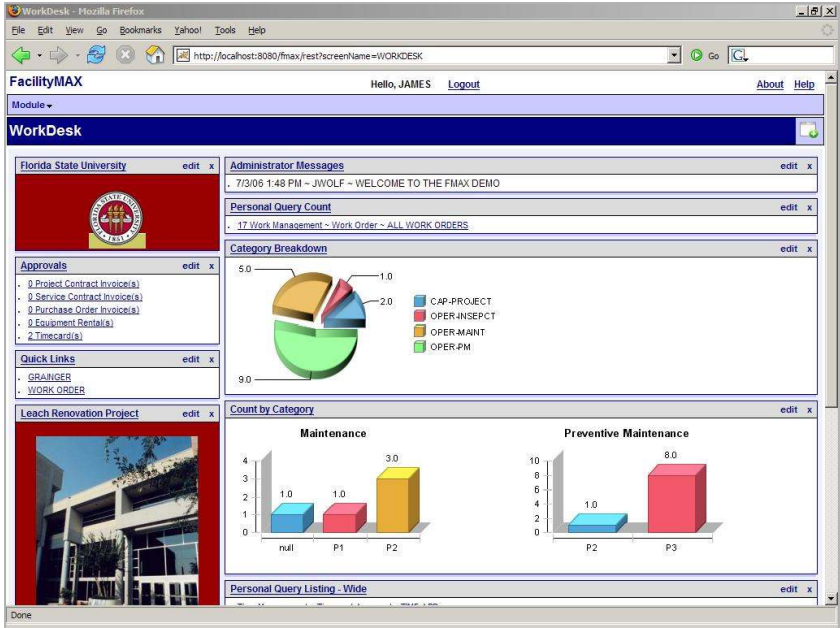 WorkDesk - Mozilla Firefox
File Edit View Go Bookmarks Yahoo! Tools Help
http://localhost:8080/fmax/rest?screenName=WORKDESK
Go
FacilityMAX
Hello, JAMES Logout
About Help
Module
WorkDesk
Florida State University edit x
FLORIDA STATE UNIVERSITY
1851
Approvals edit x
0 Project Contract Invoice(s)
0 Service Contract Invoice(s)
0 Purchase Order Invoice(s)
0 Equipment Rental(s)
2 Timecard(s)
Quick Links edit x
GRAINGER
WORK ORDER
Leach Renovation Project edit x
Administrator Messages edit x
7/3/06 1:48 PM ~ JWOLF ~ WELCOME TO THE FMAX DEMO
Personal Query Count edit x
17 Work Management ~ Work Order ~ ALL WORK ORDERS
Category Breakdown edit x
5.0
1.0
2.0
9.0
CAP-PROJECT
OPER-INSEPCT
OPER-MAINT
OPER-PM
Count by Category edit x
Maintenance
4
3
2
1
0
1.0
1.0
3.0
null P1 P2
Preventive Maintenance
10
8
6
4
2
0
1.0
8.0
P2 P3
Personal Query Listing - Wide edit x
Done